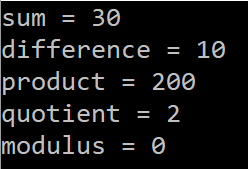 sum = 30
difference = 10
product = 200
quotient = 2
modulus = 0